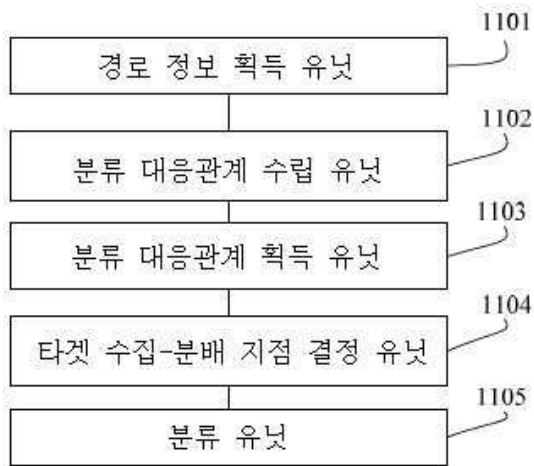 1101
경로 정보 획득 유닛
1102
분류 대응관계 수립 유닛
1103
분류 대응관계 획득 유닛
1104
타겟 수집-분배 지점 결정 유닛
1105
분류 유닛